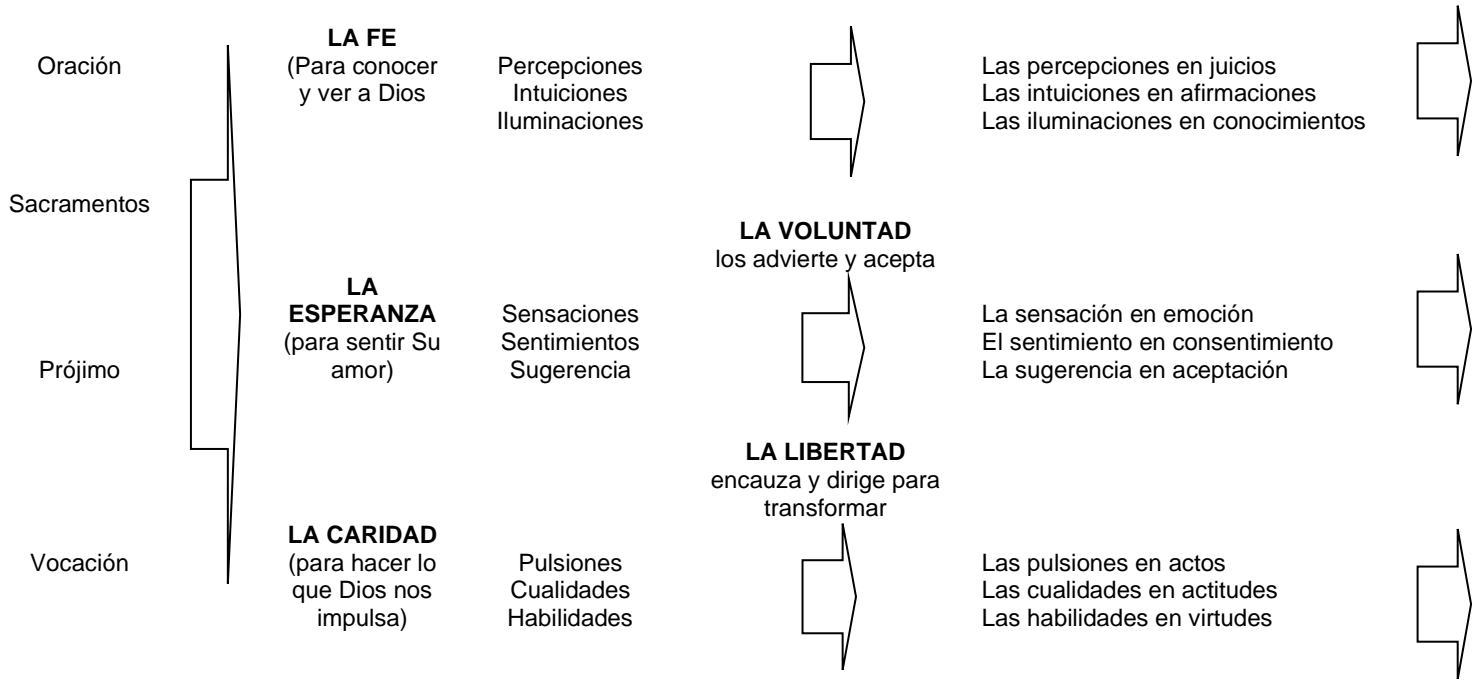 Oración
Sacramentos
Prójimo
Vocación
LA FE
(Para conocer
y ver a Dios
LA
ESPERANZA
(para sentir Su
amor)
LA CARIDAD
(para hacer lo
que Dios nos
impulsa)
Percepciones
Intuiciones
Iluminaciones
Sensaciones
Sentimientos
Sugerencia
Pulsiones
Cualidades
Habilidades
LA VOLUNTAD
los advierte y acepta
LA LIBERTAD
encauza y dirige para
transformar
Las percepciones en juicios
Las intuiciones en afirmaciones
Las iluminaciones en conocimientos
La sensación en emoción
El sentimiento en consentimiento
La sugerencia en aceptación
Las pulsiones en actos
Las cualidades en actitudes
Las habilidades en virtudes